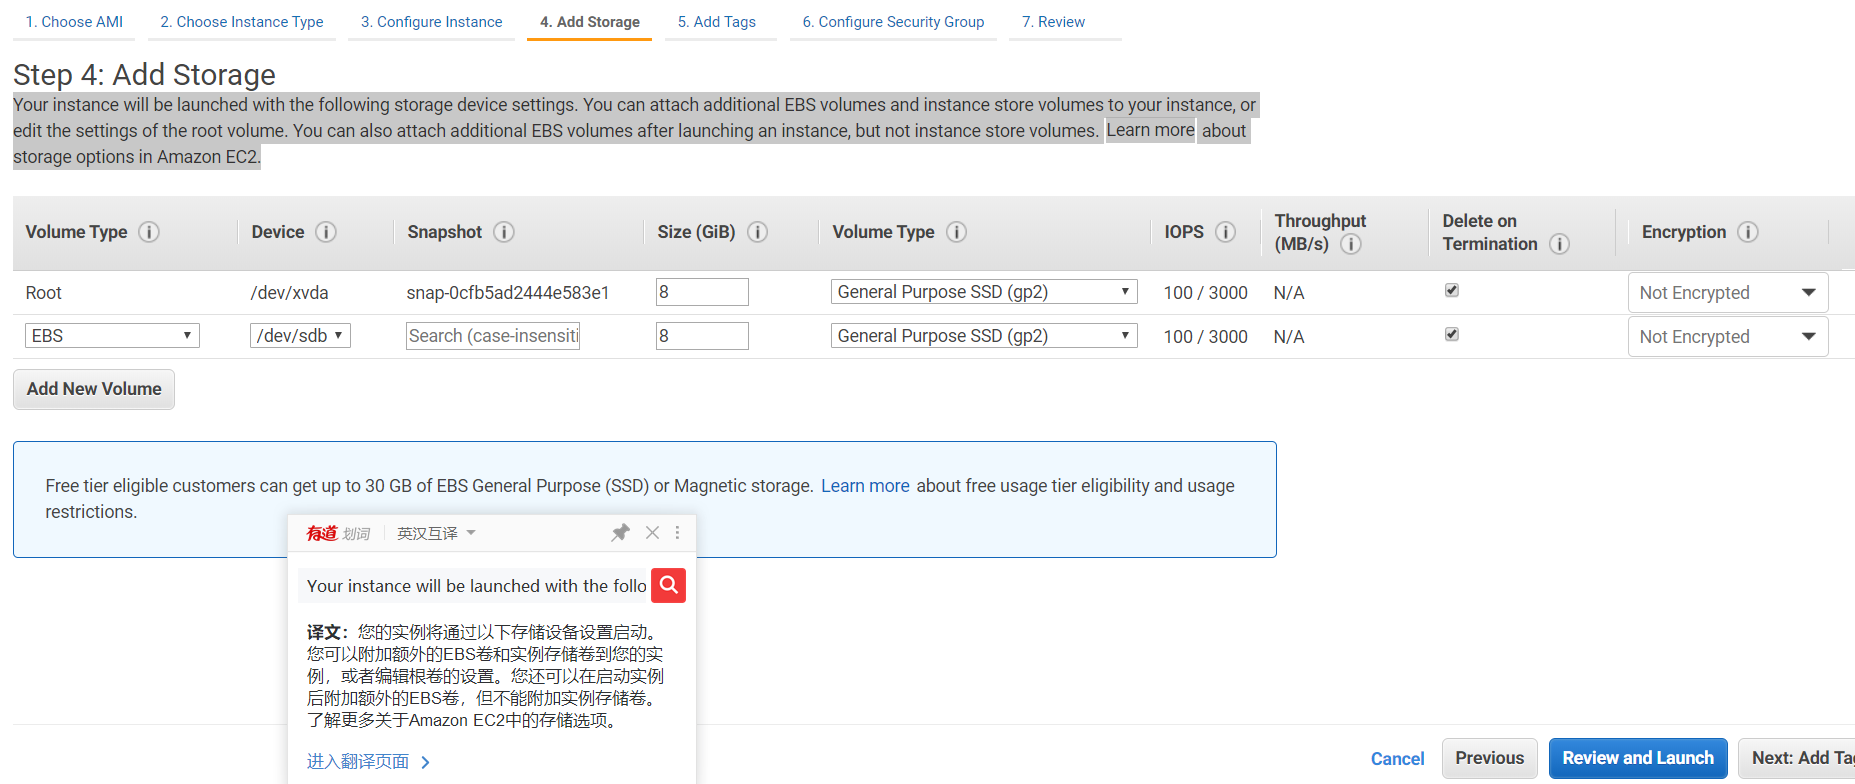 1. Choose AMI 2. Choose Instance Type 3. Configure Instance 4. Add Storage 5. Add Tags 6. Configure Security Group 7. Review
Step 4: Add Storage
Your instance will be launched with the following storage device settings. You can attach additional EBS volumes and instance store volumes to your instance, or
edit the settings of the root volume. You can also attach additional EBS volumes after launching an instance, but not instance store volumes. Learn more about
storage options in Amazon EC2.
Volume Type Device Snapshot Size (GiB) Volume Type IOPS Throughput (MB/s) Delete on Termination Encryption
Root /dev/xvda snap-0cfb5ad2444e583e1 8 General Purpose SSD (gp2) 100 / 3000 N/A Not Encrypted
EBS /dev/sdb Search (case-insensiti 8 General Purpose SSD (gp2) 100 / 3000 N/A Not Encrypted
Add New Volume
Free tier eligible customers can get up to 30 GB of EBS General Purpose (SSD) or Magnetic storage. Learn more about free usage tier eligibility and usage
restrictions.
有道 划词 英汉互译
Your instance will be launched with the follo
译文：您的实例将通过以下存储设备设置启动。
您可以附加额外的EBS卷和实例存储卷到您的实
例，或者编辑根卷的设置。您还可以在启动实例
后附加额外的EBS卷，但不能附加实例存储卷。
了解更多关于Amazon EC2中的存储选项。
进入翻译页面
Cancel Previous Review and Launch Next: Add Ta